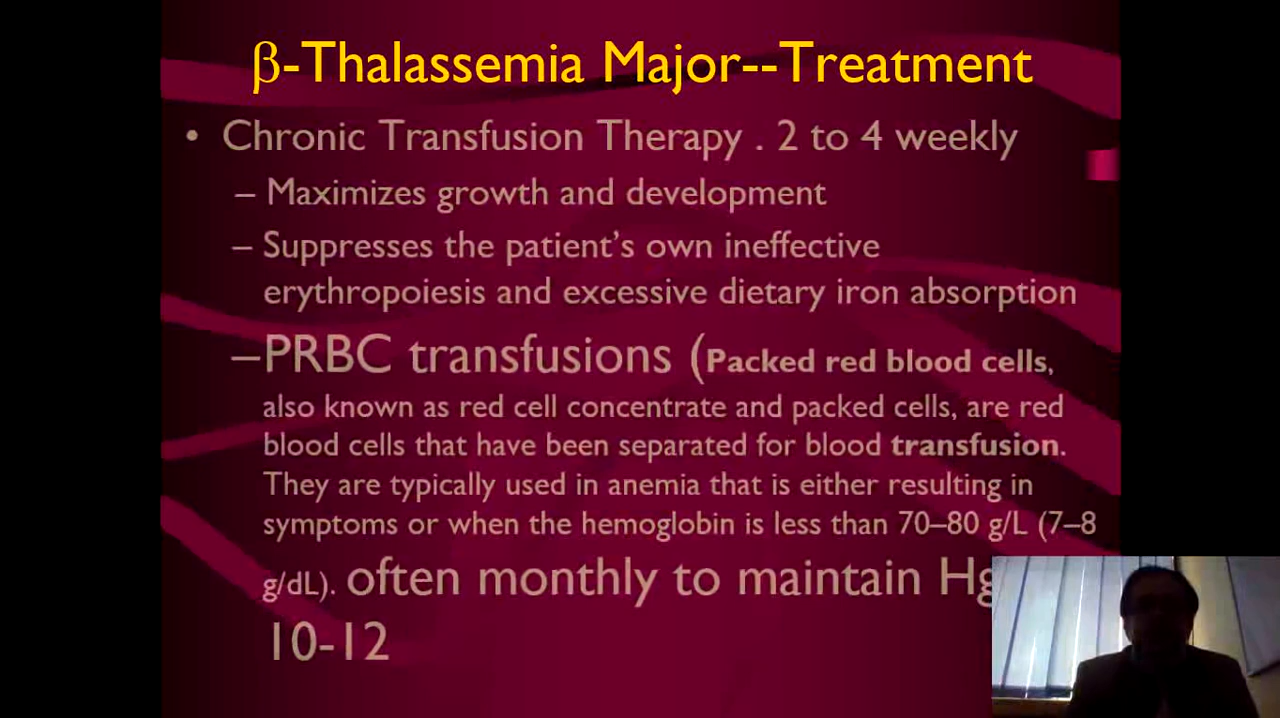 β-Thalassemia Major--Treatment
• Chronic Transfusion Therapy . 2 to 4 weekly
– Maximizes growth and development
– Suppresses the patient’s own ineffective
erythropoiesis and excessive dietary iron absorption
–PRBC transfusions (Packed red blood cells,
also known as red cell concentrate and packed cells, are red
blood cells that have been separated for blood transfusion.
They are typically used in anemia that is either resulting in
symptoms or when the hemoglobin is less than 70–80 g/L (7–8
g/dL). often monthly to maintain
10-12